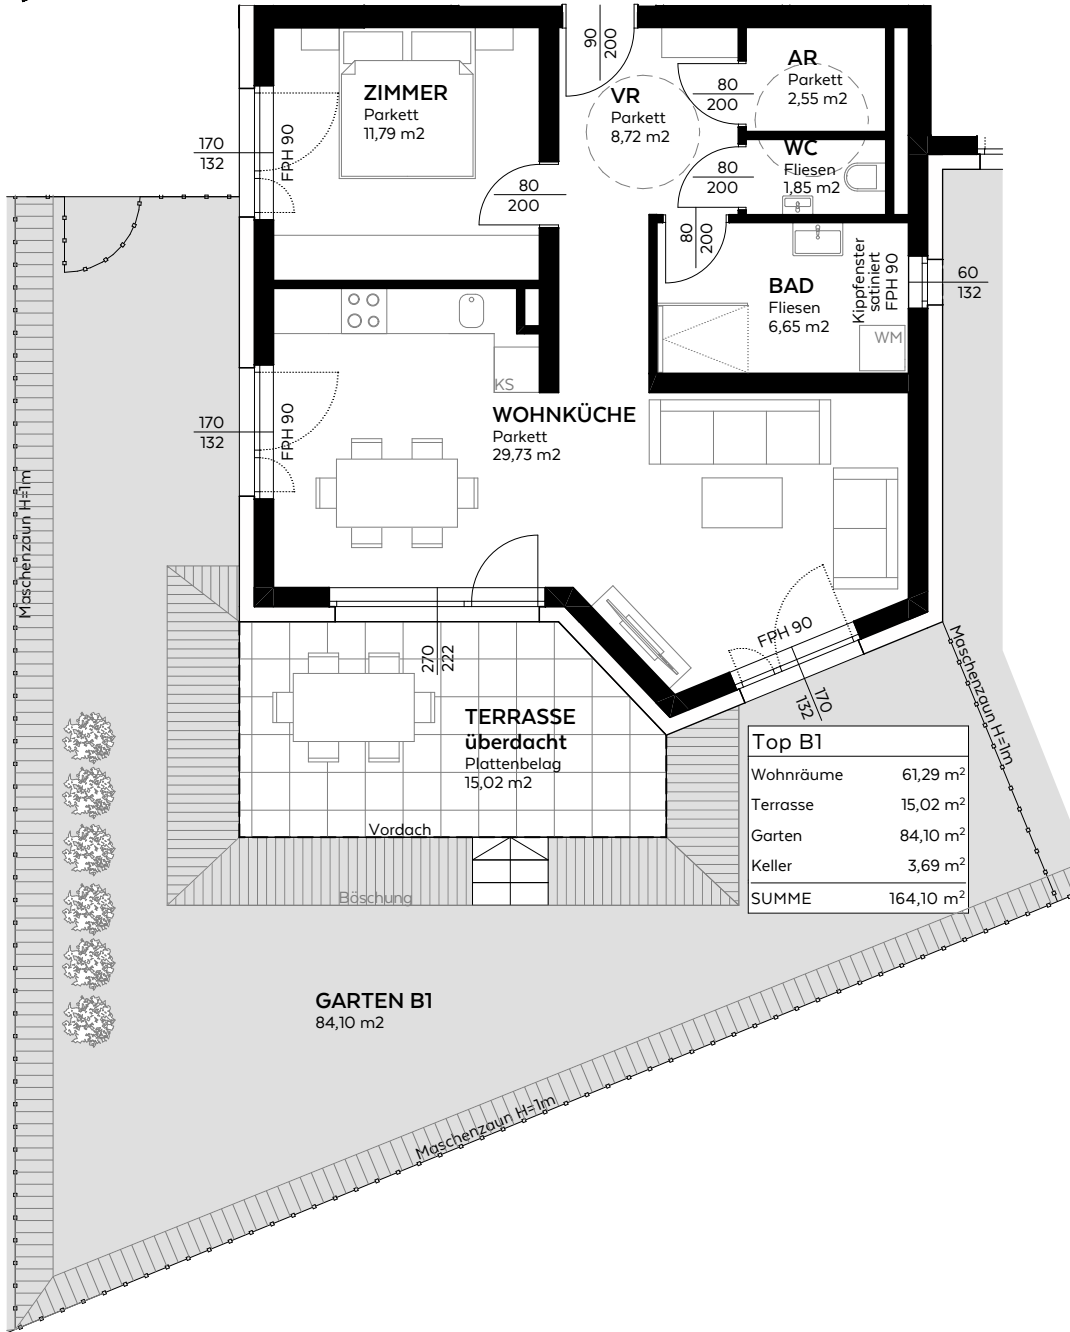 90
200
AR
Parkett
2,55 m2
ZIMMER
Parkett
11,79 m2
VR
Parkett
8,72 m2
80
200
170
132
FPH 90
WC
Fliesen
1,85 m2
80
200
80
200
80
200
BAD
Fliesen
6,65 m2
Kippfenster
satiniert
FPH 90
60
132
WM
KS
WOHNKÜCHE
Parkett
29,73 m2
170
132
FPH 90
Maschenzaun H=1m
270
222
FPH 90
170
132
Maschenzaun H=1m
TERRASSE
überdacht
Plattenbelag
15,02 m2
Vordach
Böschung
Top B1
Wohnräume 61,29 m²
Terrasse 15,02 m²
Garten 84,10 m²
Keller 3,69 m²
SUMME 164,10 m²
GARTEN B1
84,10 m2
Maschenzaun H=1m